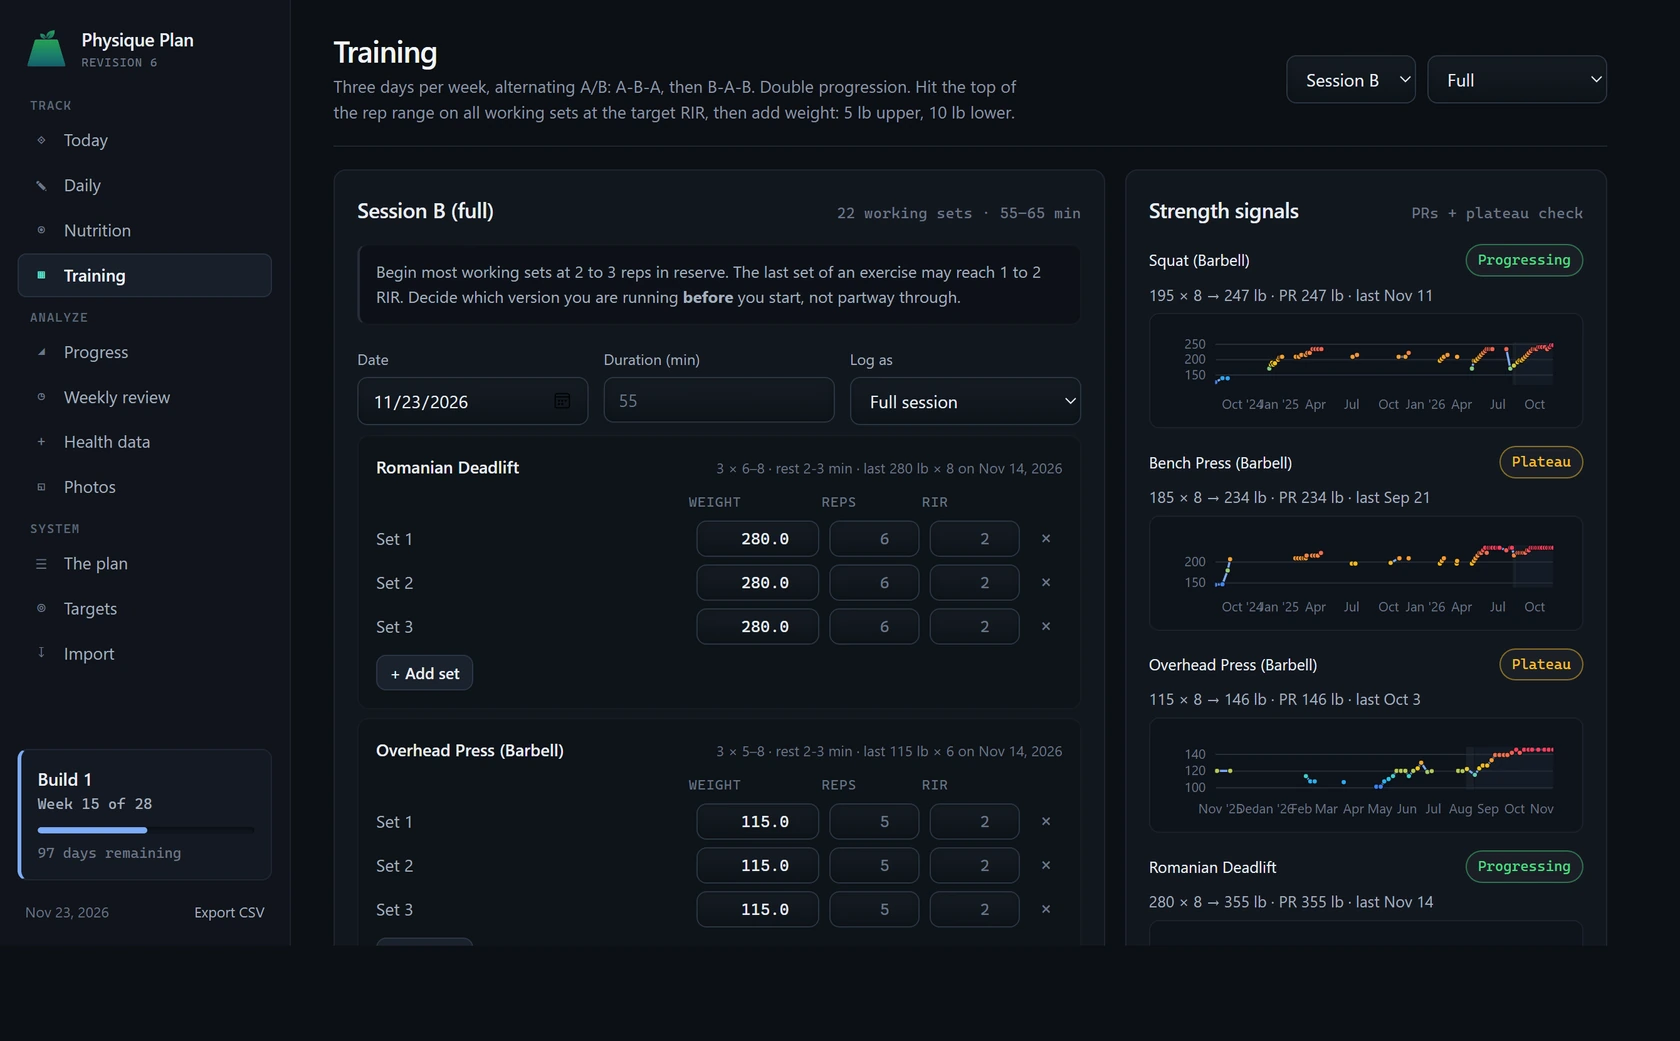 Physique Plan
REVISION 6
TRACK
Today
Daily
Nutrition
Training
ANALYZE
Progress
Weekly review
Health data
Photos
SYSTEM
The plan
Targets
Import
Build 1
Week 15 of 28
97 days remaining
Nov 23, 2026
Export CSV
Training
Three days per week, alternating A/B: A-B-A, then B-A-B. Double progression. Hit the top of
the rep range on all working sets at the target RIR, then add weight: 5 lb upper, 10 lb lower.
Session B
Full
Session B (full)
22 working sets · 55–65 min
Begin most working sets at 2 to 3 reps in reserve. The last set of an exercise may reach 1 to 2
RIR. Decide which version you are running before you start, not partway through.
Date
Duration (min)
Log as
11/23/2026
55
Full session
Romanian Deadlift
3 × 6–8 · rest 2-3 min · last 280 lb × 8 on Nov 14, 2026
WEIGHT REPS RIR
Set 1 280.0 6 2 ×
Set 2 280.0 6 2 ×
Set 3 280.0 6 2 ×
+ Add set
Overhead Press (Barbell)
3 × 5–8 · rest 2-3 min · last 115 lb × 6 on Nov 14, 2026
WEIGHT REPS RIR
Set 1 115.0 5 2 ×
Set 2 115.0 5 2 ×
Set 3 115.0 5 2 ×
Strength signals
PRs + plateau check
Squat (Barbell)
Progressing
195 × 8 → 247 lb · PR 247 lb · last Nov 11
250
200
150
Oct '24 Jan '25 Apr Jul Oct Jan '26 Apr Jul Oct
Bench Press (Barbell)
Plateau
185 × 8 → 234 lb · PR 234 lb · last Sep 21
200
150
Oct '24 Jan '25 Apr Jul Oct Jan '26 Apr Jul Oct
Overhead Press (Barbell)
Plateau
115 × 8 → 146 lb · PR 146 lb · last Oct 3
140
120
100
Nov '25 Dec Jan '26 Feb Mar Apr May Jun Jul Aug Sep Oct Nov
Romanian Deadlift
Progressing
280 × 8 → 355 lb · PR 355 lb · last Nov 14